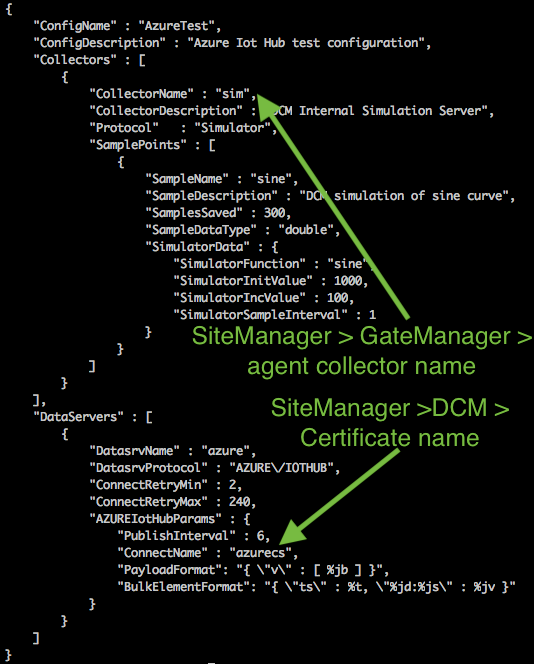 {
"ConfigName" : "AzureTest",
"ConfigDescription" : "Azure Iot Hub test configuration",
"Collectors" : [
{
"CollectorName" : "sim",
"CollectorDescription" : "DCM Internal Simulation Server",
"Protocol" : "Simulator",
"SamplePoints" : [
{
"SampleName" : "sine",
"SampleDescription" : "DCM simulation of sine curve",
"SamplesSaved" : 300,
"SampleDataType" : "double",
"SimulatorData" : {
"SimulatorFunction" : "sine",
"SimulatorInitValue" : 1000,
"SimulatorIncValue" : 100,
"SimulatorSampleInterval" : 1
}
}
]
}
],
SiteManager > GateManager >
agent collector name
SiteManager >DCM >
Certificate name
"DataServers" : [
{
"DatasrvName" : "azure",
"DatasrvProtocol" : "AZURE\/IOTHUB",
"ConnectRetryMin" : 2,
"ConnectRetryMax" : 240,
"AZUREIotHubParams" : {
"PublishInterval" : 6,
"ConnectName" : "azurecs",
"PayloadFormat": "{ \"v\" : [ %jb ] }",
"BulkElementFormat": "{ \"ts\" : %t, \"%jd:%js\" : %jv }"
}
}
]
}